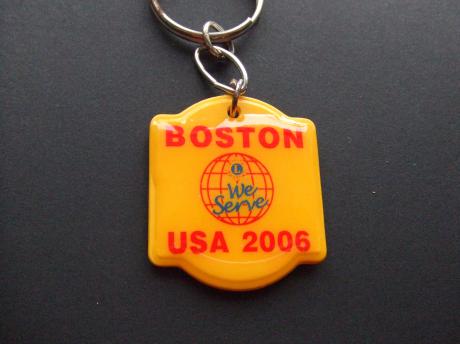 BOSTON
L
We
Serve
USA 2006